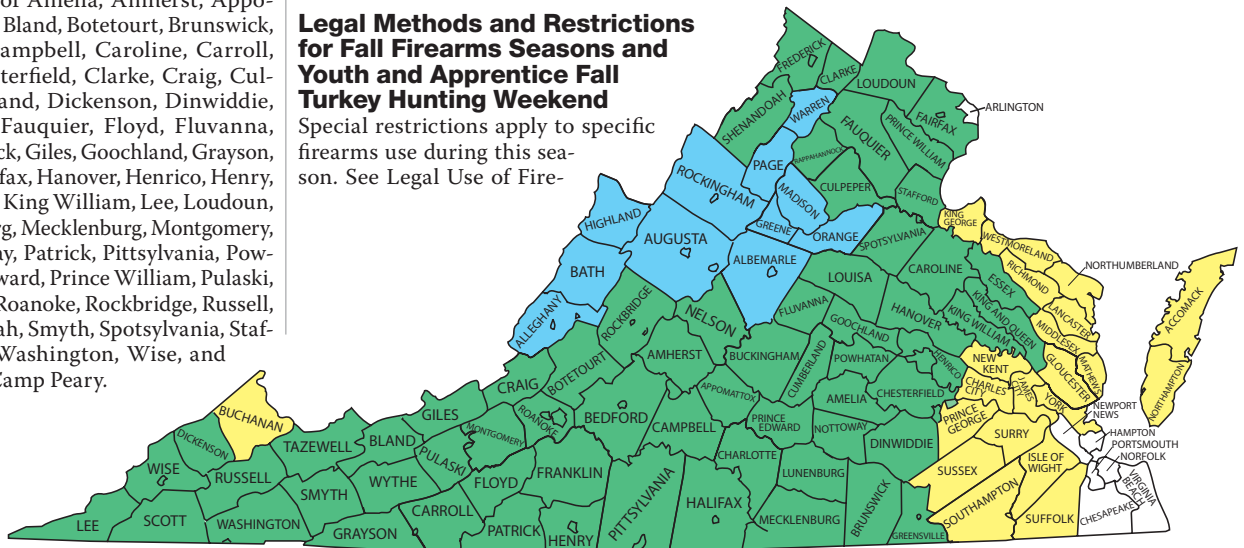 of Amelia, Amherst, Appo-
Bland, Botetourt, Brunswick,
ampbell, Caroline, Carroll,
terfield, Clarke, Craig, Cul-
and, Dickenson, Dinwiddie,
Fauquier, Floyd, Fluvanna,
ck, Giles, Goochland, Grayson,
fax, Hanover, Henrico, Henry,
King William, Lee, Loudoun,
rg, Mecklenburg, Montgomery,
ay, Patrick, Pittsylvania, Pow-
ward, Prince William, Pulaski,
Roanoke, Rockbridge, Russell,
ah, Smyth, Spotsylvania, Staf-
Washington, Wise, and
Camp Peary.
Legal Methods and Restrictions
for Fall Firearms Seasons and
Youth and Apprentice Fall
Turkey Hunting Weekend
Special restrictions apply to specific
firearms use during this sea-
son. See Legal Use of Fire-
FREDERICK
CLARKE
LOUDOUN
SHENANDOAH
WARREN
FAUQUIER
PRINCE WILLIAM
FAIRFAX
ARLINGTON
ROCKINGHAM
PAGE
RAPPAHANNOCK
MADISON
CULPEPER
STAFFORD
HIGHLAND
AUGUSTA
GREENE
ORANGE
SPOTSYLVANIA
KING
GEORGE
WESTMORELAND
BATH
ALBEMARLE
LOUISA
CAROLINE
ESSEX
RICHMOND
NORTHUMBERLAND
ALLEGHANY
ROCKBRIDGE
NELSON
FLUVANNA
GOOCHLAND
HANOVER
KING WILLIAM
KING AND QUEEN
LANCASTER
MIDDLESEX
ACCOMACK
CRAIG
BOTETOURT
AMHERST
BUCKINGHAM
CUMBERLAND
POWHATAN
HENRICO
NEW
KENT
GLOUCESTER
MATHEWS
NORTHAMPTON
BUCHANAN
GILES
ROANOKE
BEDFORD
APPOMATTOX
AMELIA
CHESTERFIELD
CHARLES
CITY
JAMES
CITY
YORK
NEWPORT
NEWS
DICKENSON
TAZEWELL
BLAND
MONTGOMERY
CAMPBELL
PRINCE
EDWARD
NOTTOWAY
DINWIDDIE
PRINCE
GEORGE
SURRY
HAMPTON
PORTSMOUTH
NORFOLK
WISE
RUSSELL
WYTHE
PULASKI
FLOYD
FRANKLIN
PITTSYLVANIA
CHARLOTTE
LUNENBURG
SUSSEX
ISLE OF
WIGHT
VIRGINIA
BEACH
LEE
SCOTT
WASHINGTON
SMYTH
GRAYSON
CARROLL
PATRICK
HENRY
HALIFAX
MECKLENBURG
BRUNSWICK
GREENSVILLE
SOUTHAMPTON
SUFFOLK
CHESAPEAKE